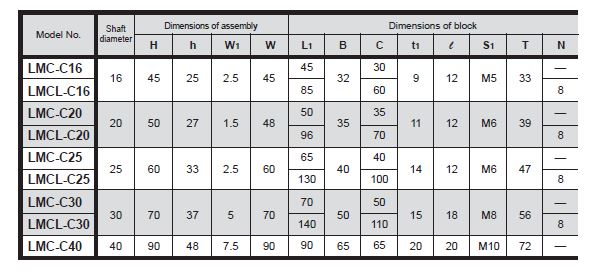 Model No. Shaft diameter Dimensions of assembly Dimensions of block
H h W1 W L1 B C t1 ℓ S1 T N
LMC-C16 16 45 25 2.5 45 45 32 30 9 12 M5 33 —
LMCL-C16 85 60 8
LMC-C20 20 50 27 1.5 48 50 35 35 11 12 M6 39 —
LMCL-C20 96 70 8
LMC-C25 25 60 33 2.5 60 65 40 40 14 12 M6 47 —
LMCL-C25 130 100 8
LMC-C30 30 70 37 5 70 70 50 50 15 18 M8 56 —
LMCL-C30 140 110 8
LMC-C40 40 90 48 7.5 90 90 65 65 20 20 M10 72 —